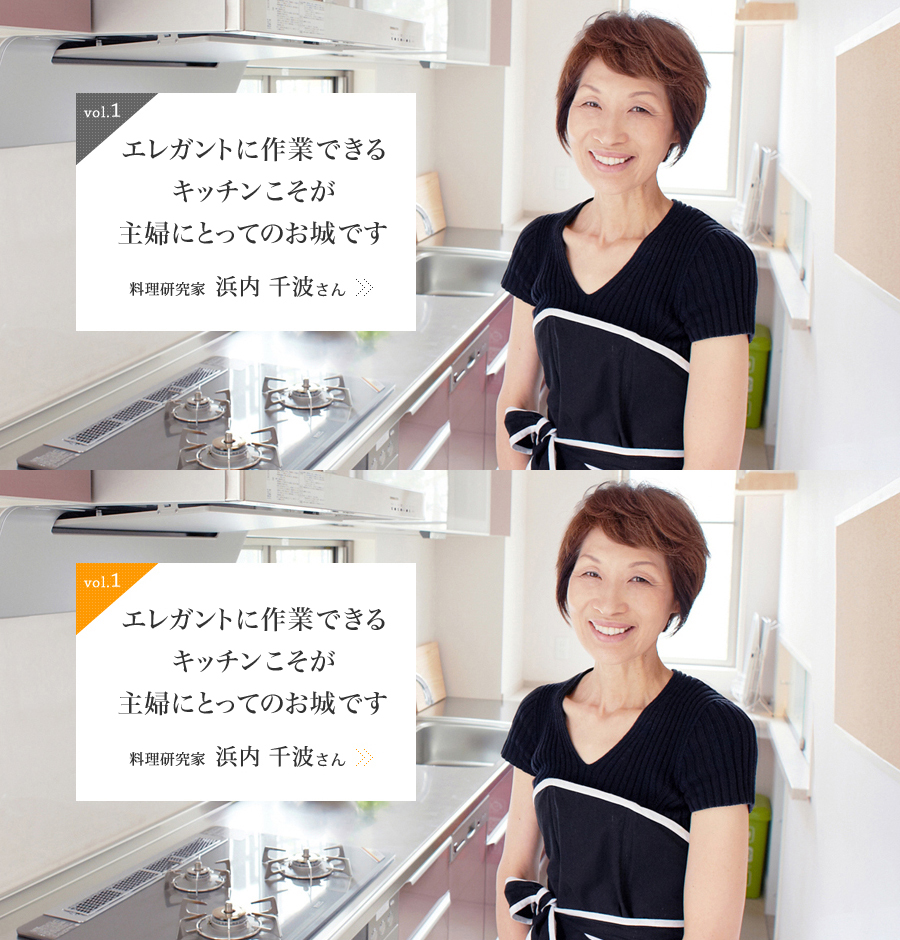 vol.1
エレガントに作業できる
キッチンこそが
主婦にとってのお城です
料理研究家 浜内 千波さん
vol.1
エレガントに作業できる
キッチンこそが
主婦にとってのお城です
料理研究家 浜内 千波さん